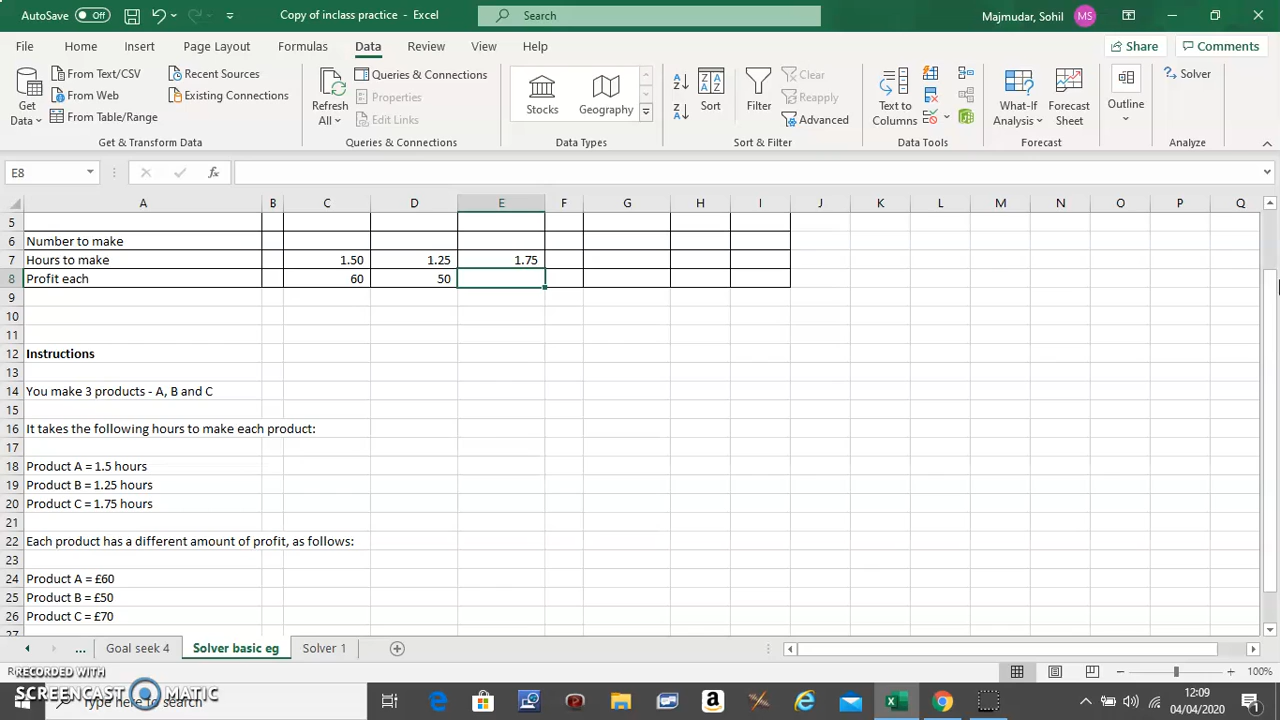 AutoSave Off Copy of inclass practice - Excel Search Majmudar, Sohil MS
File Home Insert Page Layout Formulas Data Review View Help Share Comments
Get Data From Text/CSV From Web From Table/Range Recent Sources Existing Connections
Refresh All Queries & Connections Properties Edit Links
Stocks Geography
Sort Filter Clear Reapply Advanced
Text to Columns
What-If Analysis Forecast Sheet
Outline
Solver
Get & Transform Data Queries & Connections Data Types Sort & Filter Data Tools Forecast Analyze
E8 fx
A B C D E F G H I J K L M N O P Q
5
6 Number to make
7 Hours to make 1.50 1.25 1.75
8 Profit each 60 50
9
10
11
12 Instructions
13
14 You make 3 products - A, B and C
15
16 It takes the following hours to make each product:
17
18 Product A = 1.5 hours
19 Product B = 1.25 hours
20 Product C = 1.75 hours
21
22 Each product has a different amount of profit, as follows:
23
24 Product A = £60
25 Product B = £50
26 Product C = £70
27
... Goal seek 4 Solver basic eg Solver 1
RECORDED WITH 100%
SCREENCAST MATIC
Type here to search
12:09
04/04/2020
1